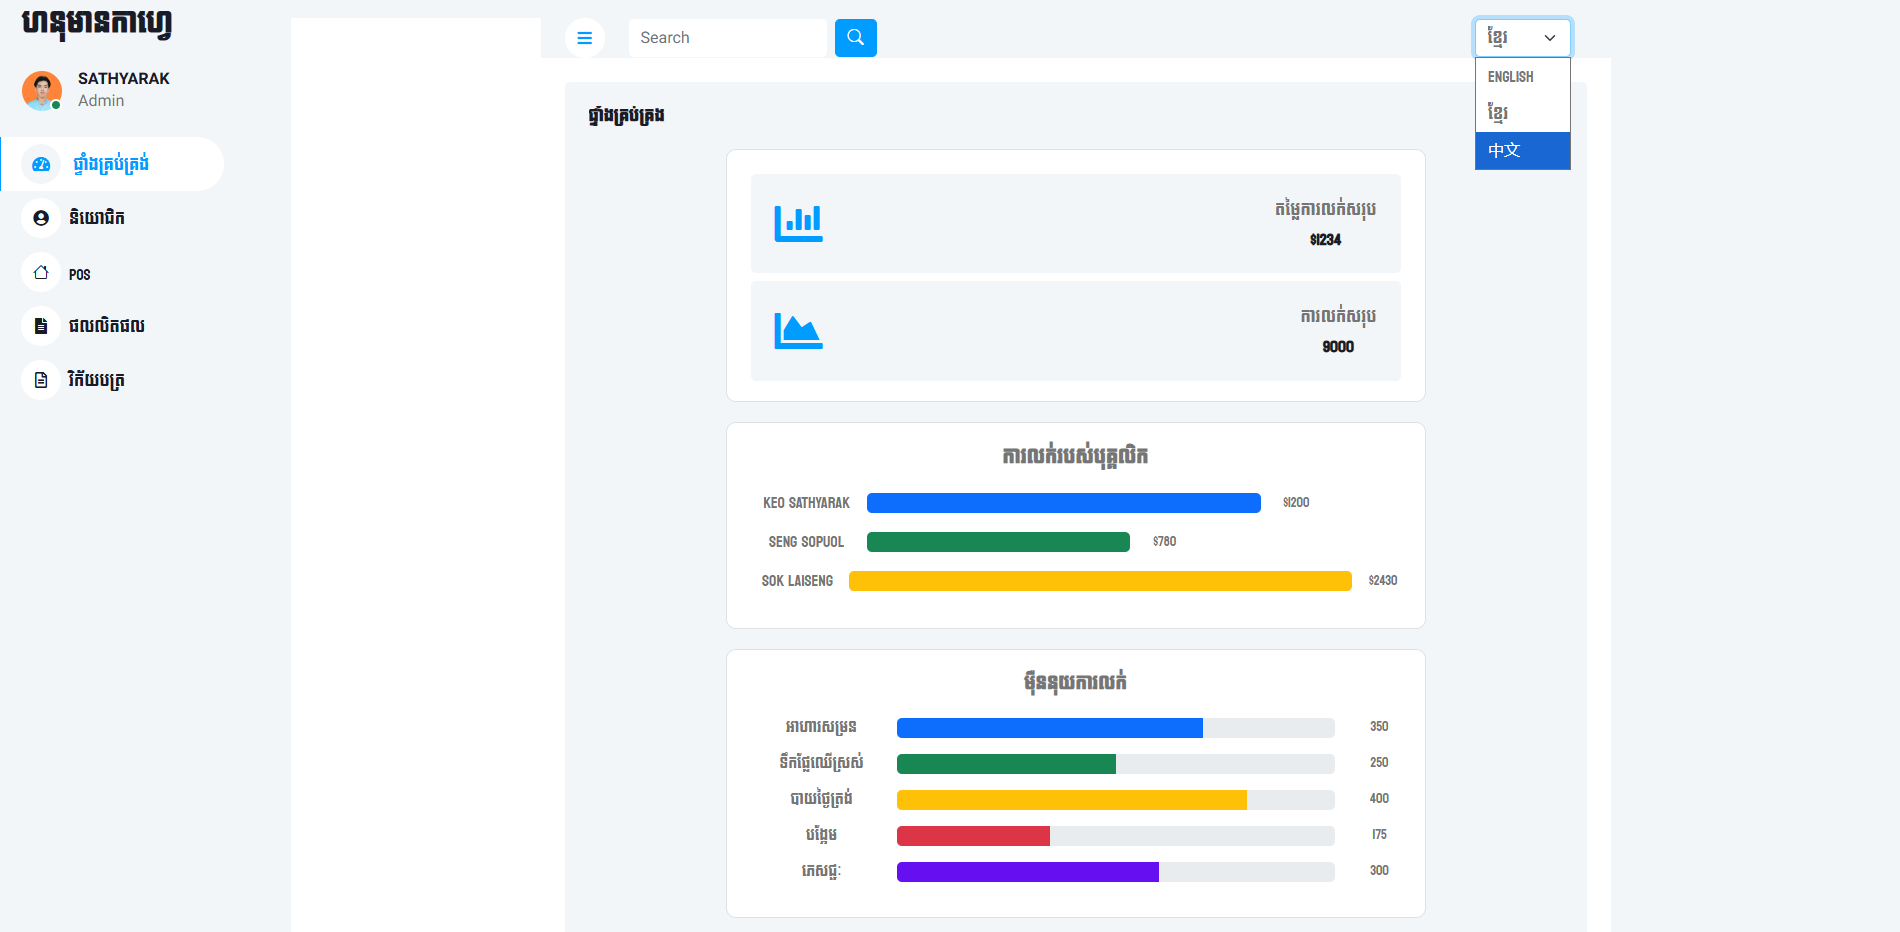 ហនុមានកាហ្វេ
SATHYARAK
Admin
ផ្ទាំងគ្រប់គ្រង់
និយោជិក
POS
ផលលិតផល
វិក័យបត្រ
Search
ខ្មែរ
ENGLISH
ខ្មែរ
中文
ផ្ទាំងគ្រប់គ្រង
តម្លៃការលក់សរុប
$1234
ការលក់សរុប
9000
ការលក់របស់បុគ្គលិក
KEO SATHYARAK $1200
SENG SOPUOL $780
SOK LAISENG $2430
ម៉ឺននុយការលក់
អាហារសម្រន 350
ទឹកផ្លែឈើស្រស់ 250
បាយថ្ងៃត្រង់ 400
បង្អែម 175
ភេសជ្ជៈ 300